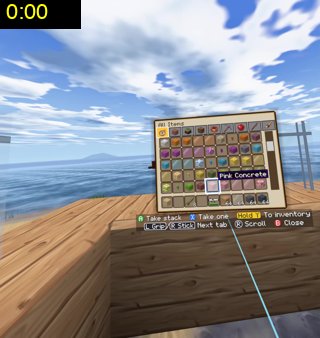 0:00
All Items
Pink Concrete
A Take stack X Take one Hold T To inventory
L Grip/R Stick Next tab R Scroll B Close